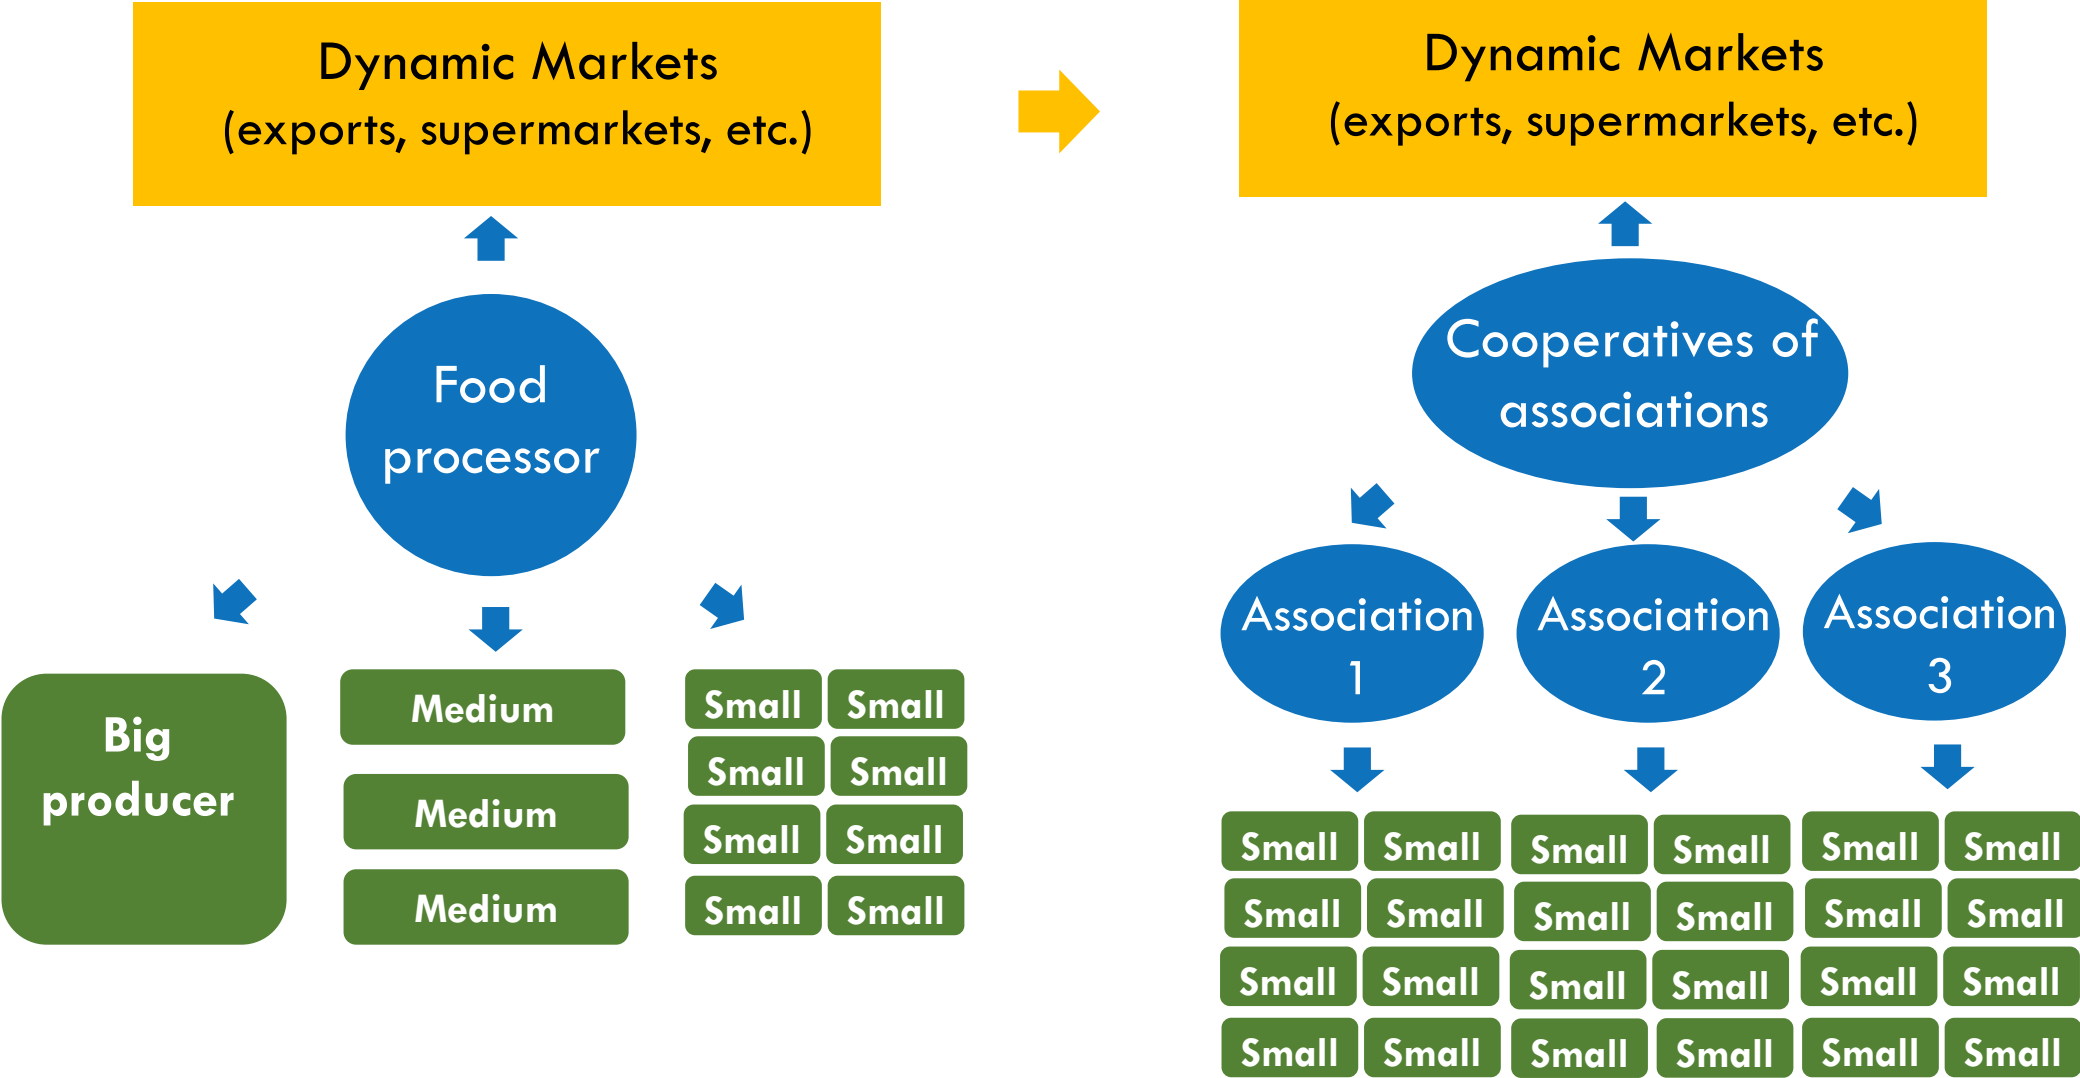 Dynamic Markets
(exports, supermarkets, etc.)
Food
processor
Big
producer
Medium
Medium
Medium
Small Small
Small Small
Small Small
Small Small
Dynamic Markets
(exports, supermarkets, etc.)
Cooperatives of
associations
Association
1
Association
2
Association
3
Small Small Small Small Small Small
Small Small Small Small Small Small
Small Small Small Small Small Small
Small Small Small Small Small Small